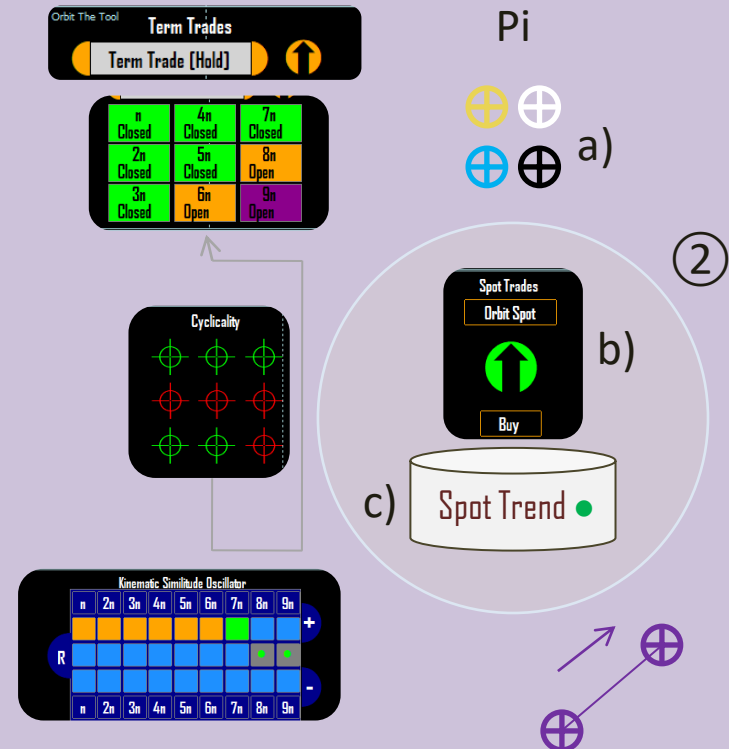 Orbit The Tool
Term Trades
Term Trade (Hold)
n 4n 7n
Closed Closed Closed
2n 5n 8n
Closed Closed Open
3n 6n 9n
Closed Open Open
Pi
a)
2
Spot Trades
Orbit Spot
b)
Buy
c)
Spot Trend
Cyclicality
Kinematic Similitude Oscillator
n 2n 3n 4n 5n 6n 7n 8n 9n
+
R
-
n 2n 3n 4n 5n 6n 7n 8n 9n